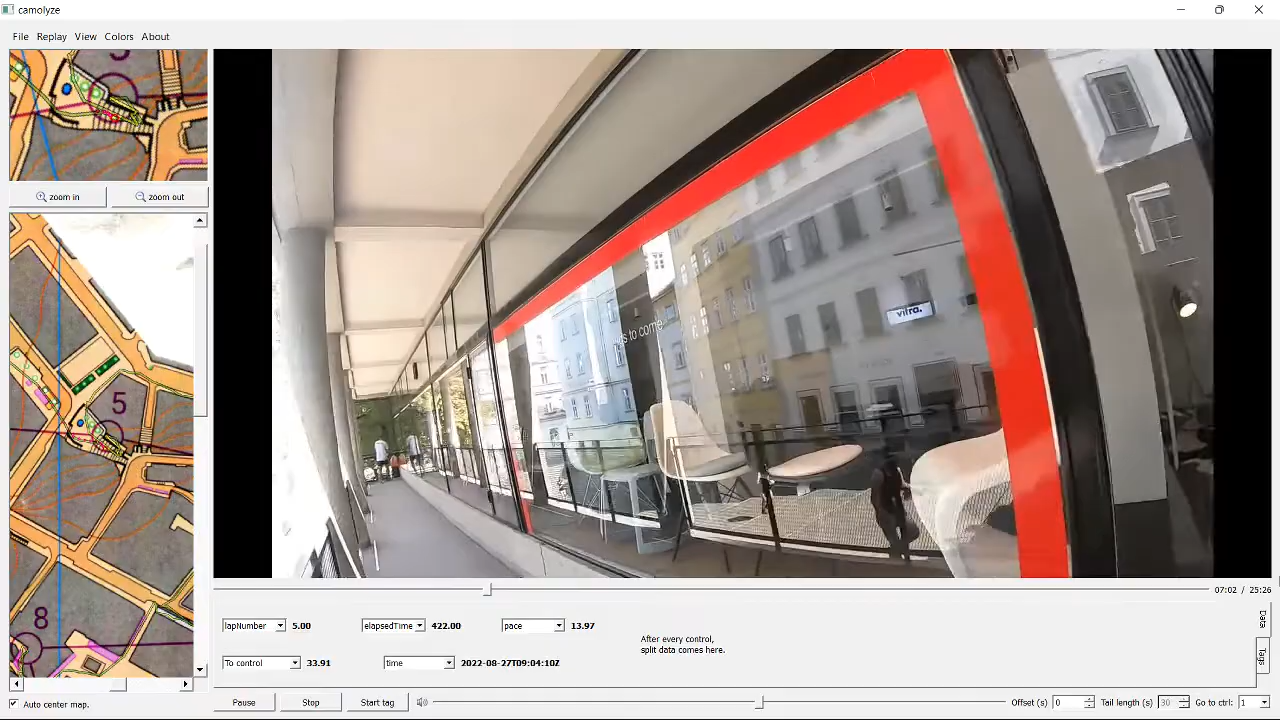 camolyze
File Replay View Colors About
zoom in
zoom out
5
8
to come
vitra.
07:02 / 25:26
lapNumber 5.00 elapsedTime 422.00 pace 13.97
To control 33.91 time 2022-08-27T09:04:10Z
After every control,
split data comes here.
Data
Tags
Auto center map.
Pause Stop Start tag Offset (s) 0 Tail length (s) 30 Go to ctrl: 1